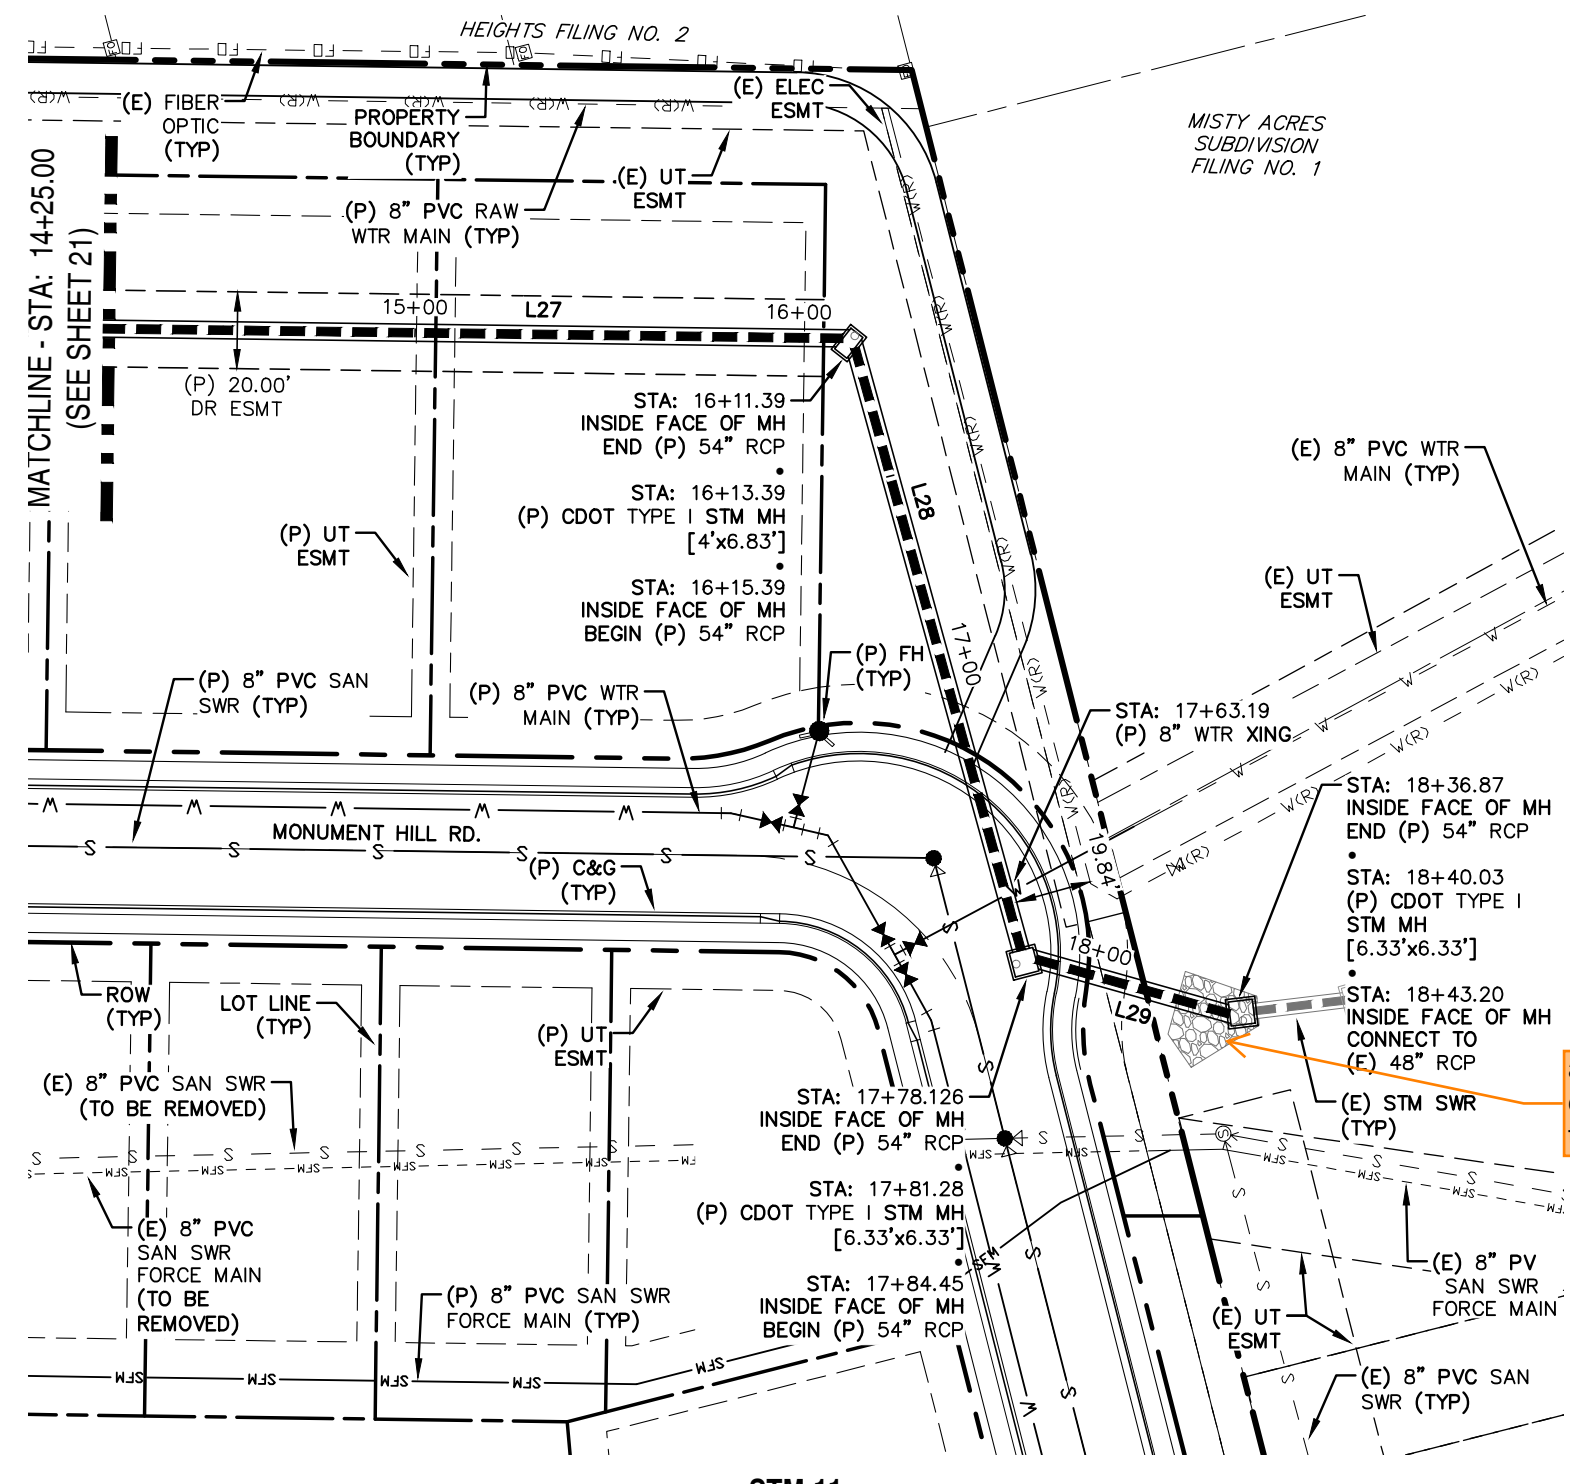 HEIGHTS FILING NO. 2
(E) FIBER
OPTIC
(TYP)
PROPERTY
BOUNDARY
(TYP)
(E) ELEC
ESMT
MISTY ACRES
SUBDIVISION
FILING NO. 1
(E) UT
ESMT
(P) 8" PVC RAW
WTR MAIN (TYP)
MATCHLINE - STA: 14+25.00
(SEE SHEET 21)
15+00
L27
16+00
(P) 20.00'
DR ESMT
STA: 16+11.39
INSIDE FACE OF MH
END (P) 54" RCP
•
STA: 16+13.39
(P) CDOT TYPE I STM MH
[4'x6.83']
•
STA: 16+15.39
INSIDE FACE OF MH
BEGIN (P) 54" RCP
L28
(E) 8" PVC WTR
MAIN (TYP)
(P) UT
ESMT
(E) UT
ESMT
17+00
(P) FH
(TYP)
(P) 8" PVC SAN
SWR (TYP)
(P) 8" PVC WTR
MAIN (TYP)
STA: 17+63.19
(P) 8" WTR XING
MONUMENT HILL RD.
(P) C&G
(TYP)
19.84'
STA: 18+36.87
INSIDE FACE OF MH
END (P) 54" RCP
•
STA: 18+40.03
(P) CDOT TYPE I
STM MH
[6.33'x6.33']
•
STA: 18+43.20
INSIDE FACE OF MH
CONNECT TO
(E) 48" RCP
18+00
L29
ROW
(TYP)
LOT LINE
(TYP)
(P) UT
ESMT
(E) 8" PVC SAN SWR
(TO BE REMOVED)
STA: 17+78.126
INSIDE FACE OF MH
END (P) 54" RCP
•
STA: 17+81.28
(P) CDOT TYPE I STM MH
[6.33'x6.33']
•
STA: 17+84.45
INSIDE FACE OF MH
BEGIN (P) 54" RCP
(E) STM SWR
(TYP)
(E) 8" PVC
SAN SWR
FORCE MAIN
(TO BE
REMOVED)
(P) 8" PVC SAN SWR
FORCE MAIN (TYP)
(E) 8" PV
SAN SWR
FORCE MAIN
(E) UT
ESMT
(E) 8" PVC SAN
SWR (TYP)